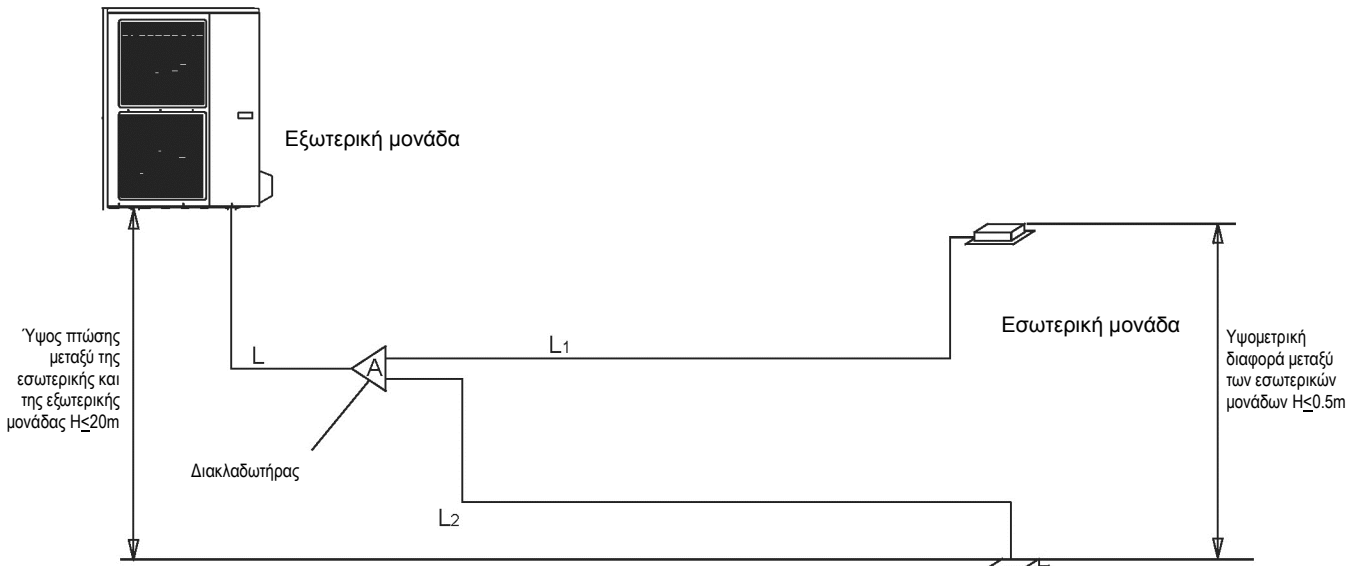 Εξωτερική μονάδα
Εσωτερική μονάδα
Ύψος πτώσης
μεταξύ της
εσωτερικής και
της εξωτερικής
μονάδας H≤20m
L
A
L1
Υψομετρική
διαφορά μεταξύ
των εσωτερικών
μονάδων H≤0.5m
Διακλαδωτήρας
L2